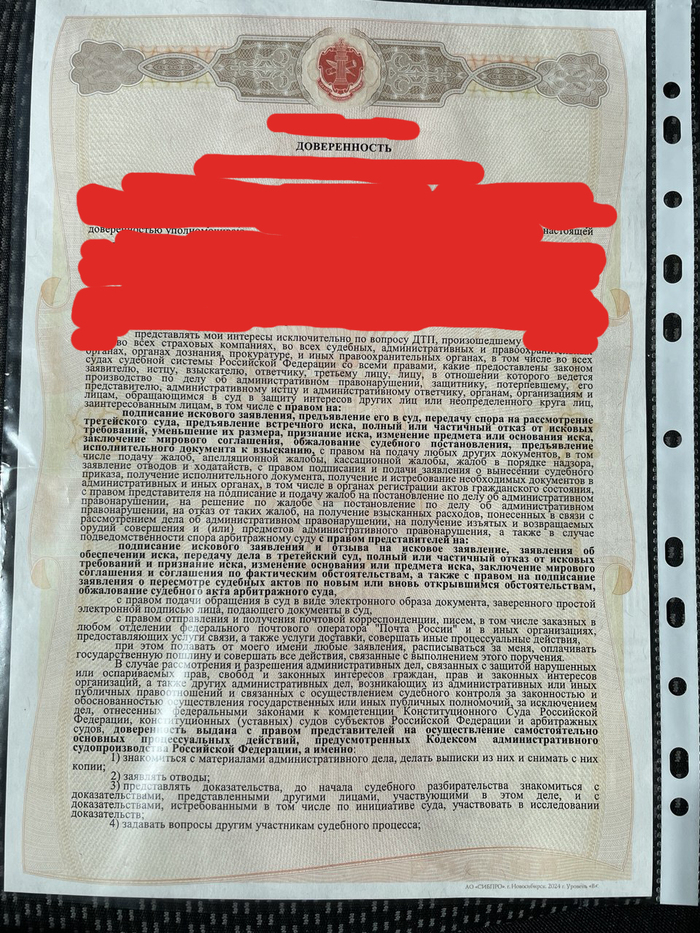 ДОВЕРЕННОСТЬ
доверенностью уполномочиваю настоящей
представлять мои интересы исключительно по вопросу ДТП, произошедшему
во всех страховых компаниях, во всех судебных, административных и
органах, органах дознания, прокуратуре, и иных правоохранительных органах, в том числе во всех
судах судебной системы Российской Федерации со всеми правами, какие предоставлены законом
заявителю, истцу, взыскателю, ответчику, третьему лицу, лицу, в отношении которого ведется
производство по делу об административном правонарушении, защитнику, потерпевшему, его
представителю, административному истцу и административному ответчику, органам, организациям и
лицам, обращающимся в суд в защиту интересов других лиц или неопределенного круга лиц,
заинтересованным лицам, в том числе с правом на:
подписание искового заявления, предъявление его в суд, передачу спора на рассмотрение
третейского суда, предъявление встречного иска, полный или частичный отказ от исковых
требований, уменьшение их размера, признание иска, изменение предмета или основания иска,
заключение мирового соглашения, обжалование судебного постановления, предъявление
исполнительного документа к взысканию, с правом на подачу любых других документов, в том
числе подачу жалоб, апелляционной жалобы, кассационной жалобы, жалоб в порядке надзора,
заявление отводов и ходатайств, с правом подписания и подачи заявления о вынесении судебного
приказа, получение исполнительного документа, получение и истребование необходимых документов в
административных и иных органах, в том числе в органах регистрации актов гражданского состояния,
с правом представителя на подписание и подачу жалоб на постановление по делу об административном
правонарушении, на решение по жалобе на постановление по делу об административном
правонарушении, на отказ от таких жалоб, на получение взысканных расходов, понесенных в связи с
рассмотрением дела об административном правонарушении, на получение изъятых и возвращаемых
орудий совершения и (или) предметов административного правонарушения, а также в случае
подведомственности спора арбитражному суду с правом представителей на:
подписание искового заявления и отзыва на исковое заявление, заявления об
обеспечении иска, передачу дела в третейский суд, полный или частичный отказ от исковых
требований и признание иска, изменение основания или предмета иска, заключение мирового
соглашения и соглашения по фактическим обстоятельствам, а также с правом на подписание
заявления о пересмотре судебных актов по новым или вновь открывшимся обстоятельствам,
обжалование судебного акта арбитражного суда,
с правом подачи обращения в суд в виде электронного образа документа, заверенного простой
электронной подписью лица, подающего документы в суд,
с правом отправления и получения почтовой корреспонденции, писем, в том числе заказных в
любом отделении федерального почтового оператора "Почта России" и в иных организациях,
предоставляющих услуги связи, а также услуги доставки, совершать иные процессуальные действия,
при этом подавать от моего имени любые заявления, расписываться за меня, оплачивать
государственную пошлину и совершать все действия, связанные с выполнением этого поручения.
В случае рассмотрения и разрешения административных дел, связанных с защитой нарушенных
или оспариваемых прав, свобод и законных интересов граждан, прав и законных интересов
организаций, а также других административных дел, возникающих из административных или иных
публичных правоотношений и связанных с осуществлением судебного контроля за законностью и
обоснованностью осуществления государственных или иных публичных полномочий, за исключением
дел, отнесенных федеральными законами к компетенции Конституционного Суда Российской
Федерации, конституционных (уставных) судов субъектов Российской Федерации и арбитражных
судов, доверенность выдана с правом представителей на осуществление самостоятельно
основных процессуальных действий, предусмотренных Кодексом административного
судопроизводства Российской Федерации, а именно:
1) знакомиться с материалами административного дела, делать выписки из них и снимать с них
копии;
2) заявлять отводы;
3) представлять доказательства, до начала судебного разбирательства знакомиться с
доказательствами, представленными другими лицами, участвующими в этом деле, и с
доказательствами, истребованными в том числе по инициативе суда, участвовать в исследовании
доказательств;
4) задавать вопросы другим участникам судебного процесса;
АО «СИБПРО» г. Новосибирск, 2024 г. Уровень «В»